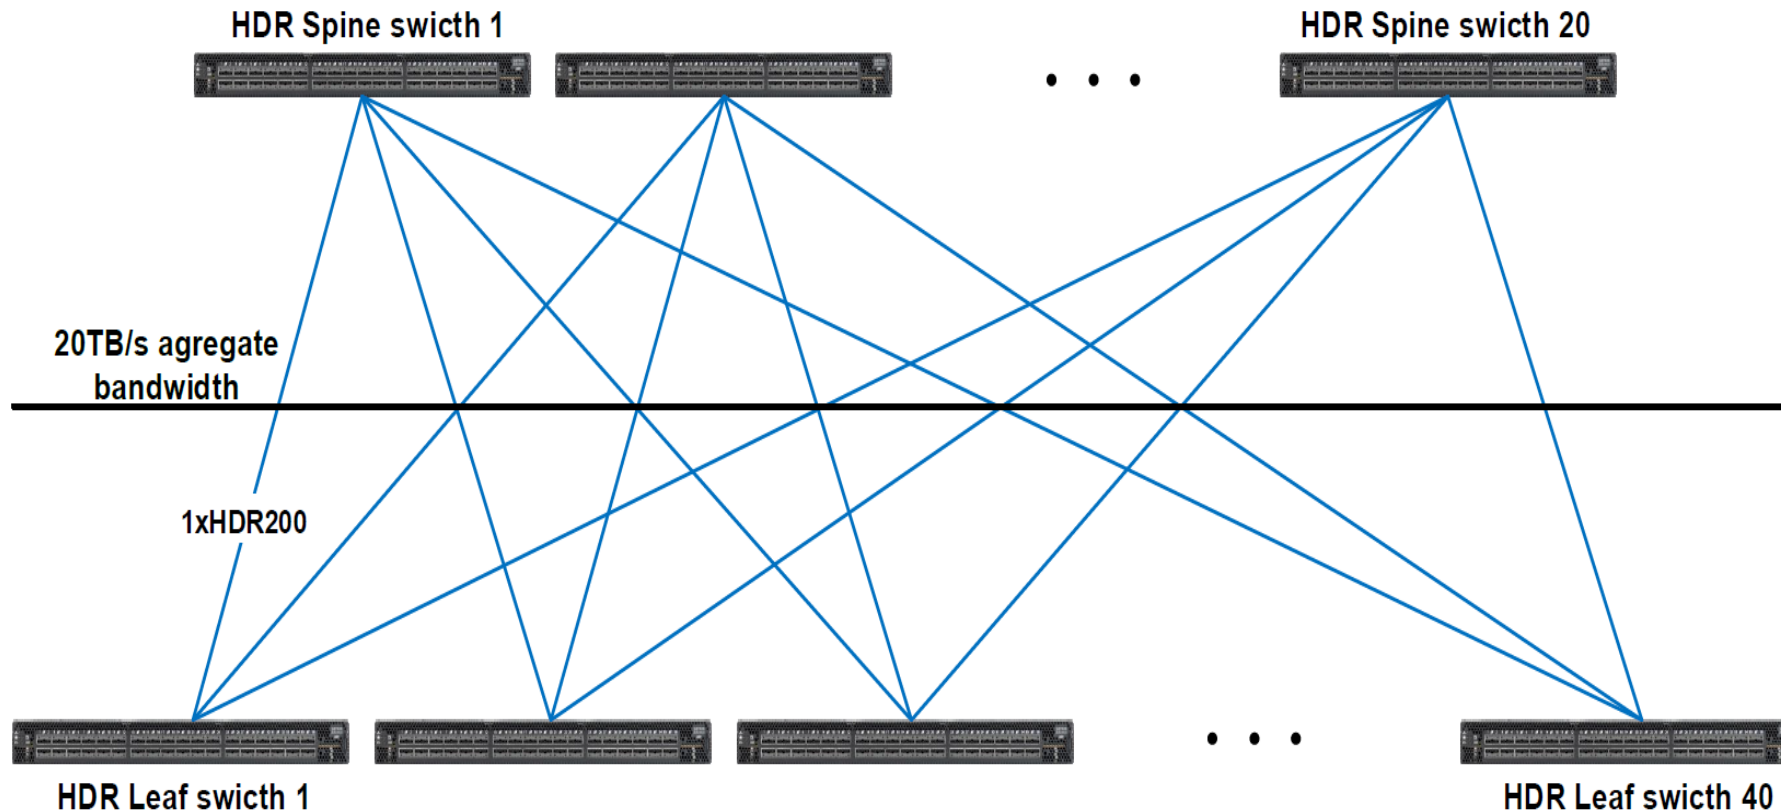 HDR Spine swicth 1
HDR Spine swicth 20
20TB/s agregate
bandwidth
1xHDR200
HDR Leaf swicth 1
HDR Leaf swicth 40